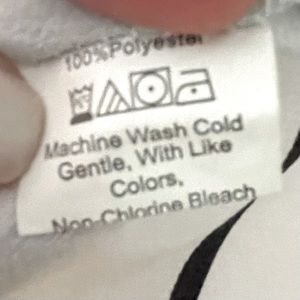 100%Polyester
Machine Wash Cold
Gentle, With Like
Colors,
Non-Chlorine Bleach